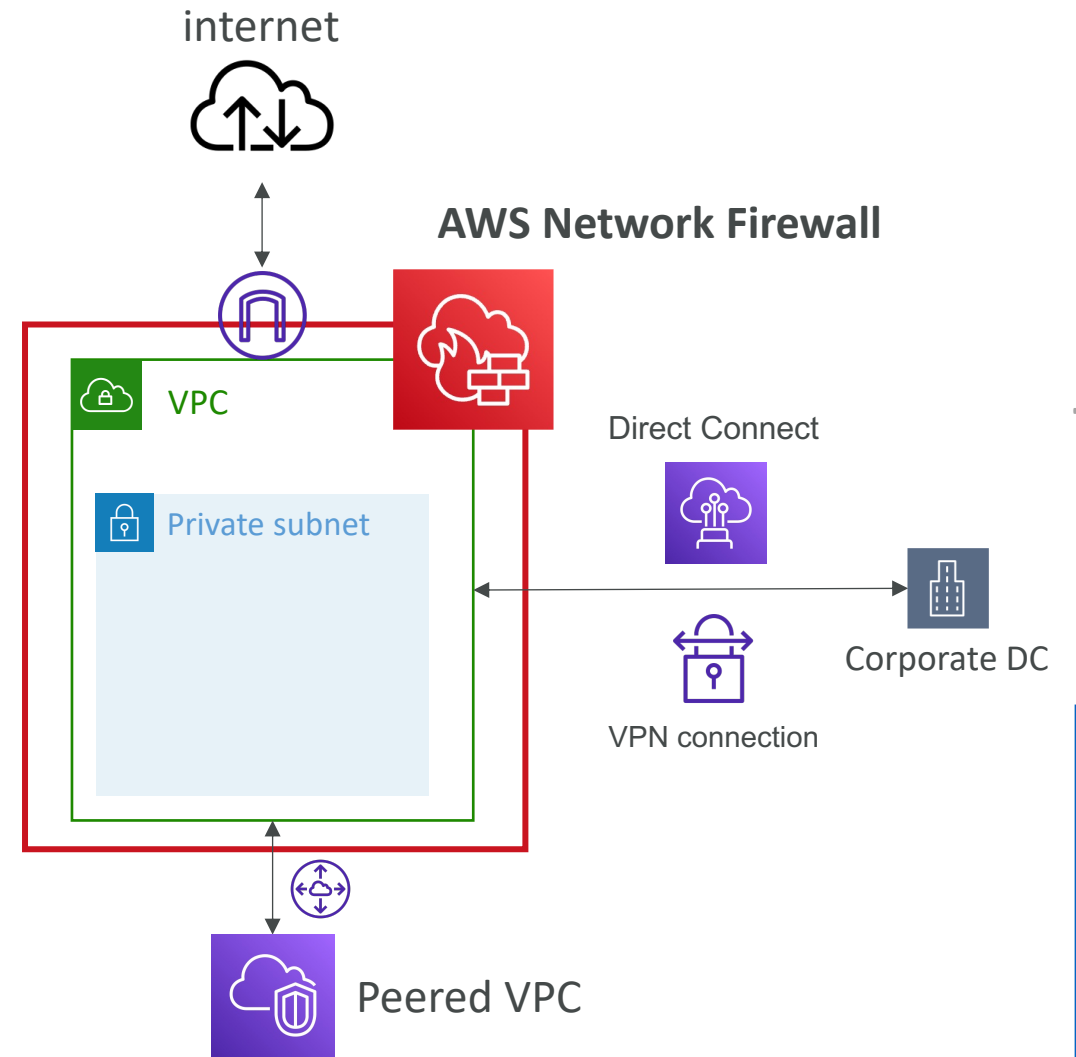 internet
AWS Network Firewall
VPC
Direct Connect
Private subnet
Corporate DC
VPN connection
Peered VPC